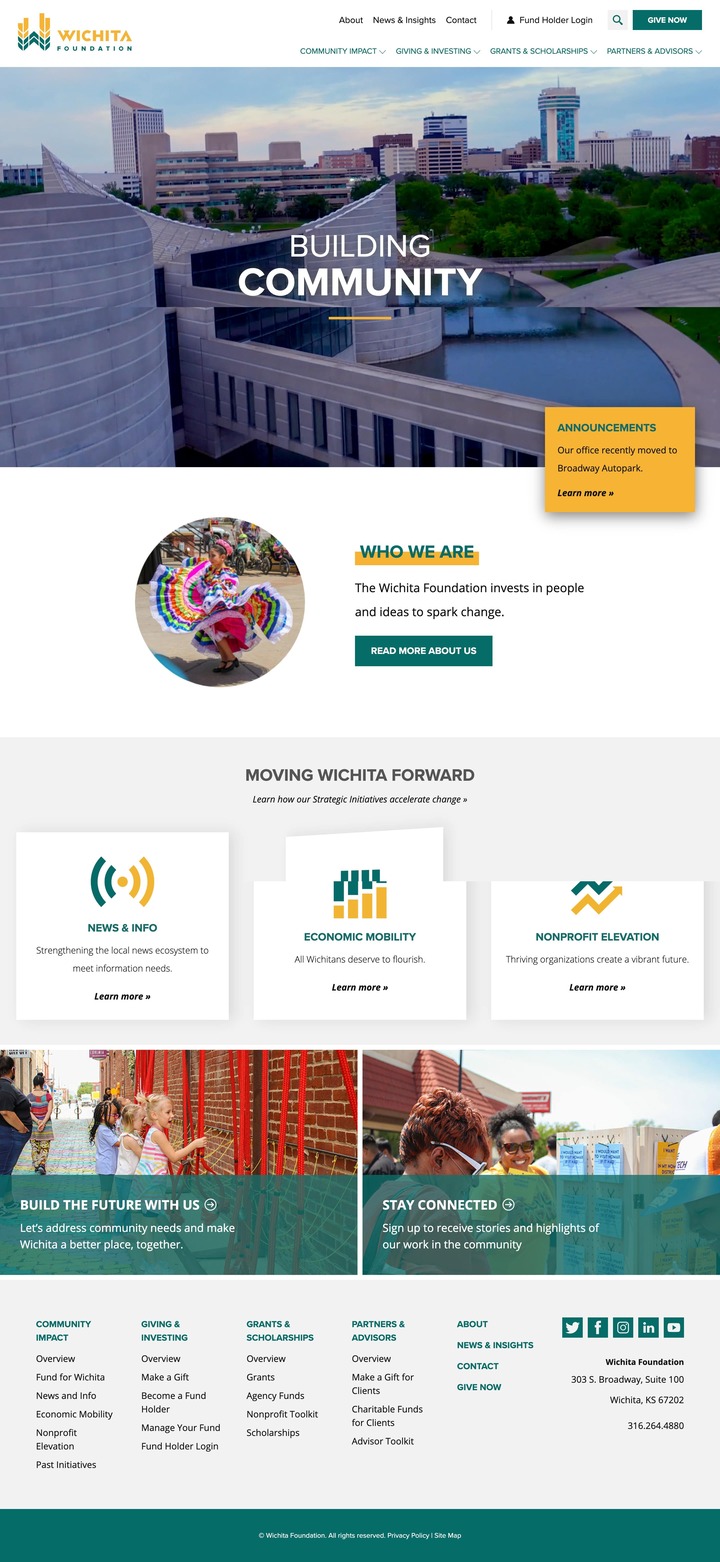 About News & Insights Contact Fund Holder Login GIVE NOW
WICHITA
FOUNDATION
COMMUNITY IMPACT GIVING & INVESTING GRANTS & SCHOLARSHIPS PARTNERS & ADVISORS
BUILDING
COMMUNITY
ANNOUNCEMENTS
Our office recently moved to
Broadway Autopark.
Learn more »
WHO WE ARE
The Wichita Foundation invests in people
and ideas to spark change.
READ MORE ABOUT US
MOVING WICHITA FORWARD
Learn how our Strategic Initiatives accelerate change »
NEWS & INFO
Strengthening the local news ecosystem to
meet information needs.
Learn more »
ECONOMIC MOBILITY
All Wichitans deserve to flourish.
Learn more »
NONPROFIT ELEVATION
Thriving organizations create a vibrant future.
Learn more »
BUILD THE FUTURE WITH US
Let's address community needs and make
Wichita a better place, together.
STAY CONNECTED
Sign up to receive stories and highlights of
our work in the community
COMMUNITY
IMPACT
Overview
Fund for Wichita
News and Info
Economic Mobility
Nonprofit
Elevation
Past Initiatives
GIVING &
INVESTING
Overview
Make a Gift
Become a Fund
Holder
Manage Your Fund
Fund Holder Login
GRANTS &
SCHOLARSHIPS
Overview
Grants
Agency Funds
Nonprofit Toolkit
Scholarships
PARTNERS &
ADVISORS
Overview
Make a Gift for
Clients
Charitable Funds
for Clients
Advisor Toolkit
ABOUT
NEWS & INSIGHTS
CONTACT
GIVE NOW
Wichita Foundation
303 S. Broadway, Suite 100
Wichita, KS 67202
316.264.4880
© Wichita Foundation. All rights reserved. Privacy Policy | Site Map